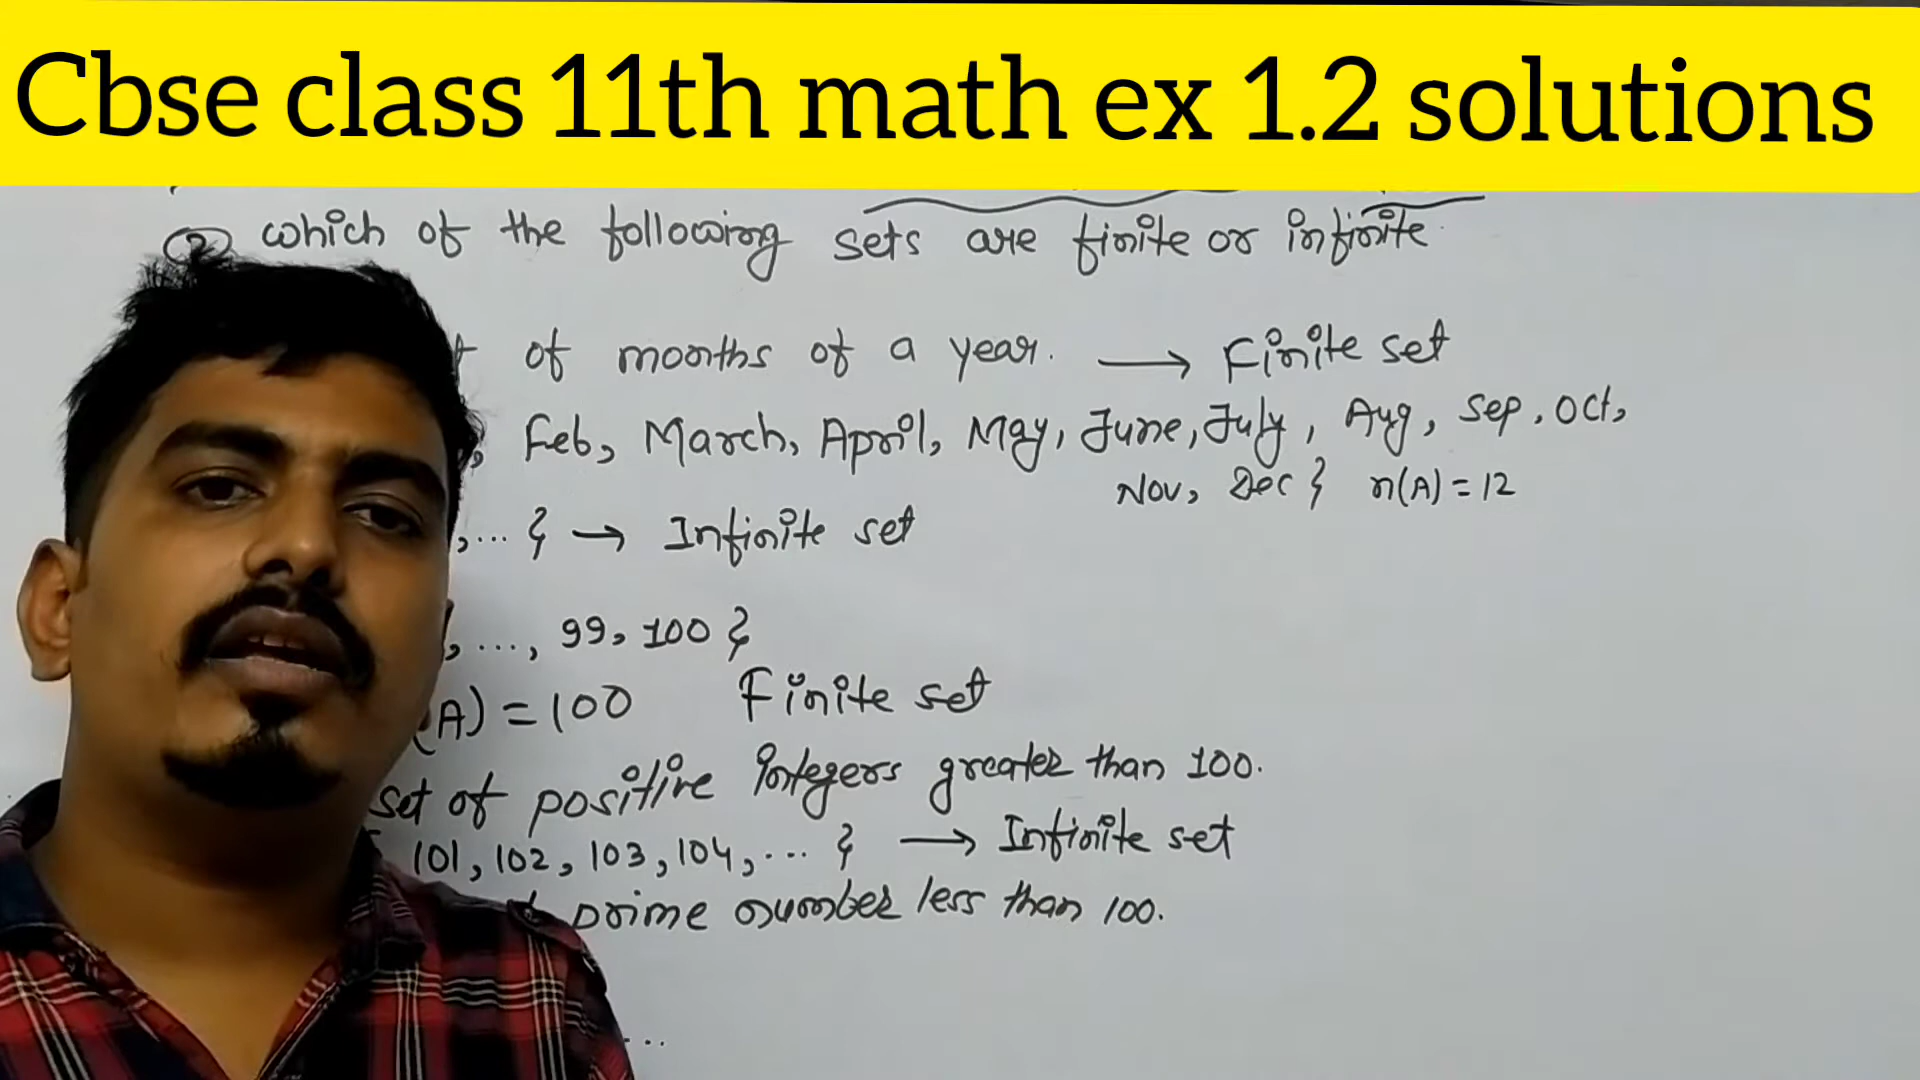 Cbse class 11th math ex 1.2 solutions
② which of the following sets are finite or infinite.
of months of a year. → Finite set
Feb, March, April, May, June, July, Aug, Sep, Oct,
Nov, Dec } n(A) = 12
,... } → Infinite set
, ..., 99, 100 }
(A) = 100 Finite set
set of positive integers greater than 100.
101, 102, 103, 104, ... } → Infinite set
prime number less than 100.
...